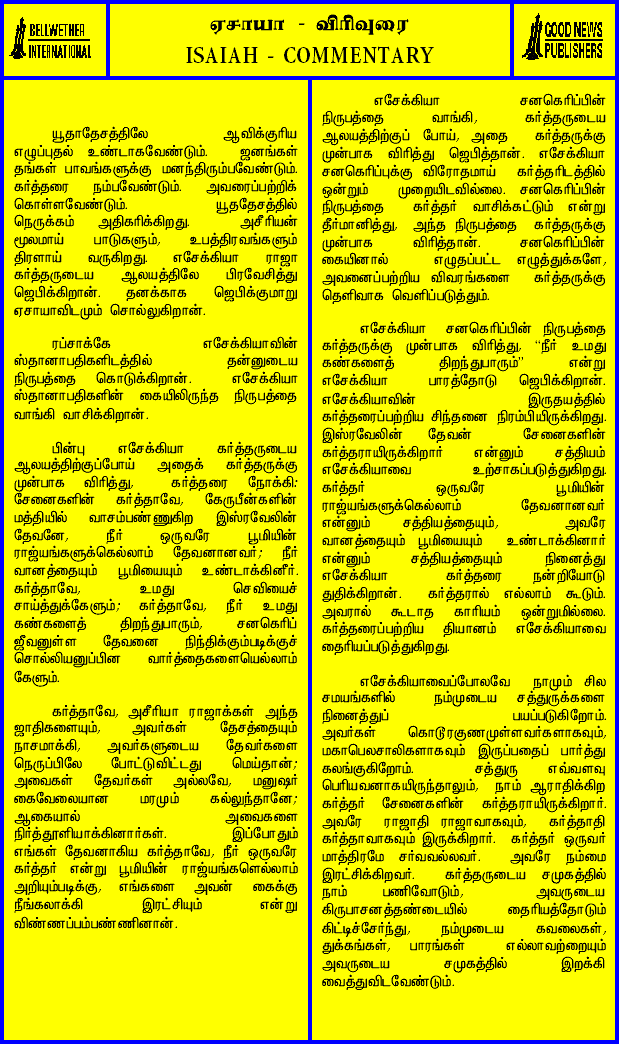 BELLWETHER
INTERNATIONAL
ஏசாயா - விரிவுரை
ISAIAH - COMMENTARY
GOOD NEWS
PUBLISHERS
யூதாதேசத்திலே ஆவிக்குரிய
எழுப்புதல் உண்டாகவேண்டும். ஜனங்கள்
தங்கள் பாவங்களுக்கு மனந்திரும்பவேண்டும்.
கர்த்தரை நம்பவேண்டும். அவரைப்பற்றிக்
கொள்ளவேண்டும். யூததேசத்தில்
நெருக்கம் அதிகரிக்கிறது. அசீரியன்
மூலமாய் பாடுகளும், உபத்திரவங்களும்
திரளாய் வருகிறது. எசேக்கியா ராஜா
கர்த்தருடைய ஆலயத்திலே பிரவேசித்து
ஜெபிக்கிறான். தனக்காக ஜெபிக்குமாறு
ஏசாயாவிடமும் சொல்லுகிறான்.
ரப்சாக்கே எசேக்கியாவின்
ஸ்தானாபதிகளிடத்தில் தன்னுடைய
நிருபத்தை கொடுக்கிறான். எசேக்கியா
ஸ்தானாபதிகளின் கையிலிருந்த நிருபத்தை
வாங்கி வாசிக்கிறான்.
பின்பு எசேக்கியா கர்த்தருடைய
ஆலயத்திற்குப்போய் அதைக் கர்த்தருக்கு
முன்பாக விரித்து, கர்த்தரை நோக்கி:
சேனைகளின் கர்த்தாவே, கேருபீன்களின்
மத்தியில் வாசம்பண்ணுகிற இஸ்ரவேலின்
தேவனே, நீர் ஒருவரே பூமியின்
ராஜ்யங்களுக்கெல்லாம் தேவனானவர்; நீர்
வானத்தையும் பூமியையும் உண்டாக்கினீர்.
கர்த்தாவே, உமது செவியைச்
சாய்த்துக்கேளும்; கர்த்தாவே, நீர் உமது
கண்களைத் திறந்துபாரும், சனகெரிப்
ஜீவனுள்ள தேவனை நிந்திக்கும்படிக்குச்
சொல்லியனுப்பின வார்த்தைகளையெல்லாம்
கேளும்.
கர்த்தாவே, அசீரியா ராஜாக்கள் அந்த
ஜாதிகளையும், அவர்கள் தேசத்தையும்
நாசமாக்கி, அவர்களுடைய தேவர்களை
நெருப்பிலே போட்டுவிட்டது மெய்தான்;
அவைகள் தேவர்கள் அல்லவே, மனுஷர்
கைவேலையான மரமும் கல்லுந்தானே;
ஆகையால் அவைகளை
நிர்த்தூளியாக்கினார்கள். இப்போதும்
எங்கள் தேவனாகிய கர்த்தாவே, நீர் ஒருவரே
கர்த்தர் என்று பூமியின் ராஜ்யங்களெல்லாம்
அறியும்படிக்கு, எங்களை அவன் கைக்கு
நீங்கலாக்கி இரட்சியும் என்று
விண்ணப்பம்பண்ணினான்.
எசேக்கியா சனகெரிப்பின்
நிருபத்தை வாங்கி, கர்த்தருடைய
ஆலயத்திற்குப் போய், அதை கர்த்தருக்கு
முன்பாக விரித்து ஜெபித்தான். எசேக்கியா
சனகெரிப்புக்கு விரோதமாய் கர்த்தரிடத்தில்
ஒன்றும் முறையிடவில்லை. சனகெரிப்பின்
நிருபத்தை கர்த்தர் வாசிக்கட்டும் என்று
தீர்மானித்து, அந்த நிருபத்தை கர்த்தருக்கு
முன்பாக விரித்தான். சனகெரிப்பின்
கையினால் எழுதப்பட்ட எழுத்துக்களே,
அவனைப்பற்றிய விவரங்களை கர்த்தருக்கு
தெளிவாக வெளிப்படுத்தும்.
எசேக்கியா சனகெரிப்பின் நிருபத்தை
கர்த்தருக்கு முன்பாக விரித்து, “நீர் உமது
கண்களைத் திறந்துபாரும்” என்று
எசேக்கியா பாரத்தோடு ஜெபிக்கிறான்.
எசேக்கியாவின் இருதயத்தில்
கர்த்தரைப்பற்றிய சிந்தனை நிரம்பியிருக்கிறது.
இஸ்ரவேலின் தேவன் சேனைகளின்
கர்த்தராயிருக்கிறார் என்னும் சத்தியம்
எசேக்கியாவை உற்சாகப்படுத்துகிறது.
கர்த்தர் ஒருவரே பூமியின்
ராஜ்யங்களுக்கெல்லாம் தேவனானவர்
என்னும் சத்தியத்தையும், அவரே
வானத்தையும் பூமியையும் உண்டாக்கினார்
என்னும் சத்தியத்தையும் நினைத்து
எசேக்கியா கர்த்தரை நன்றியோடு
துதிக்கிறான். கர்த்தரால் எல்லாம் கூடும்.
அவரால் கூடாத காரியம் ஒன்றுமில்லை.
கர்த்தரைப்பற்றிய தியானம் எசேக்கியாவை
தைரியப்படுத்துகிறது.
எசேக்கியாவைப்போலவே நாமும் சில
சமயங்களில் நம்முடைய சத்துருக்களை
நினைத்துப் பயப்படுகிறோம்.
அவர்கள் கொடூரகுணமுள்ளவர்களாகவும்,
மகாபெலசாலிகளாகவும் இருப்பதைப் பார்த்து
கலங்குகிறோம். சத்துரு எவ்வளவு
பெரியவனாகயிருந்தாலும், நாம் ஆராதிக்கிற
கர்த்தர் சேனைகளின் கர்த்தராயிருக்கிறார்.
அவரே ராஜாதி ராஜாவாகவும், கர்த்தாதி
கர்த்தாவாகவும் இருக்கிறார். கர்த்தர் ஒருவர்
மாத்திரமே சர்வவல்லவர். அவரே நம்மை
இரட்சிக்கிறவர். கர்த்தருடைய சமுகத்தில்
நாம் பணிவோடும், அவருடைய
கிருபாசனத்தண்டையில் தைரியத்தோடும்
கிட்டிச்சேர்ந்து, நம்முடைய கவலைகள்,
துக்கங்கள், பாரங்கள் எல்லாவற்றையும்
அவருடைய சமுகத்தில் இறக்கி
வைத்துவிடவேண்டும்.